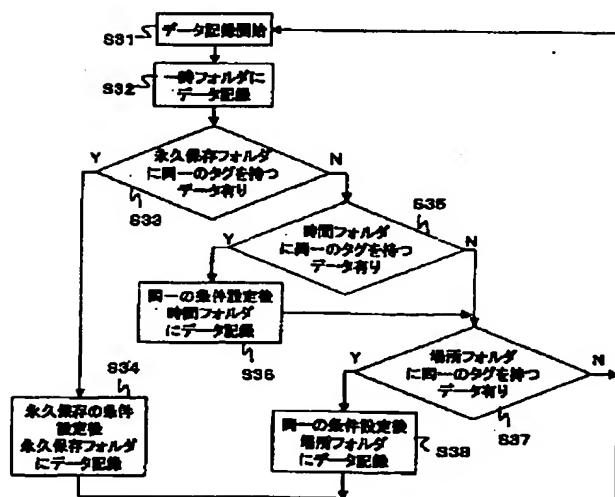 S31
データ記録開始
S32
一時フォルダに
データ記録
Y
永久保存フォルダ
に同一のタグを持つ
データ有り
N
S33
S35
Y
時間フォルダ
に同一のタグを持つ
データ有り
N
同一の条件設定後
時間フォルダ
にデータ記録
S36
Y
場所フォルダ
に同一のタグを持つ
データ有り
N
S37
S34
永久保存の条件
設定後
永久保存フォルダ
にデータ記録
同一の条件設定後
場所フォルダ
にデータ記録
S38